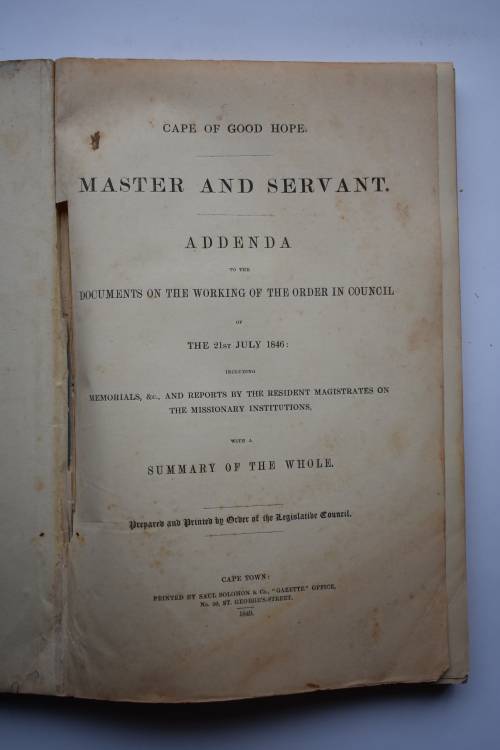 CAPE OF GOOD HOPE.
MASTER AND SERVANT.
ADDENDA
TO THE
DOCUMENTS ON THE WORKING OF THE ORDER IN COUNCIL
OF
THE 21ST JULY 1846:
INCLUDING
MEMORIALS, &c., AND REPORTS BY THE RESIDENT MAGISTRATES ON
THE MISSIONARY INSTITUTIONS,
WITH A
SUMMARY OF THE WHOLE.
Prepared and Printed by Order of the Legislative Council.
CAPE TOWN:
PRINTED BY SAUL SOLOMON & Co., "GAZETTE" OFFICE,
No. 50, ST. GEORGE'S-STREET.
1849.